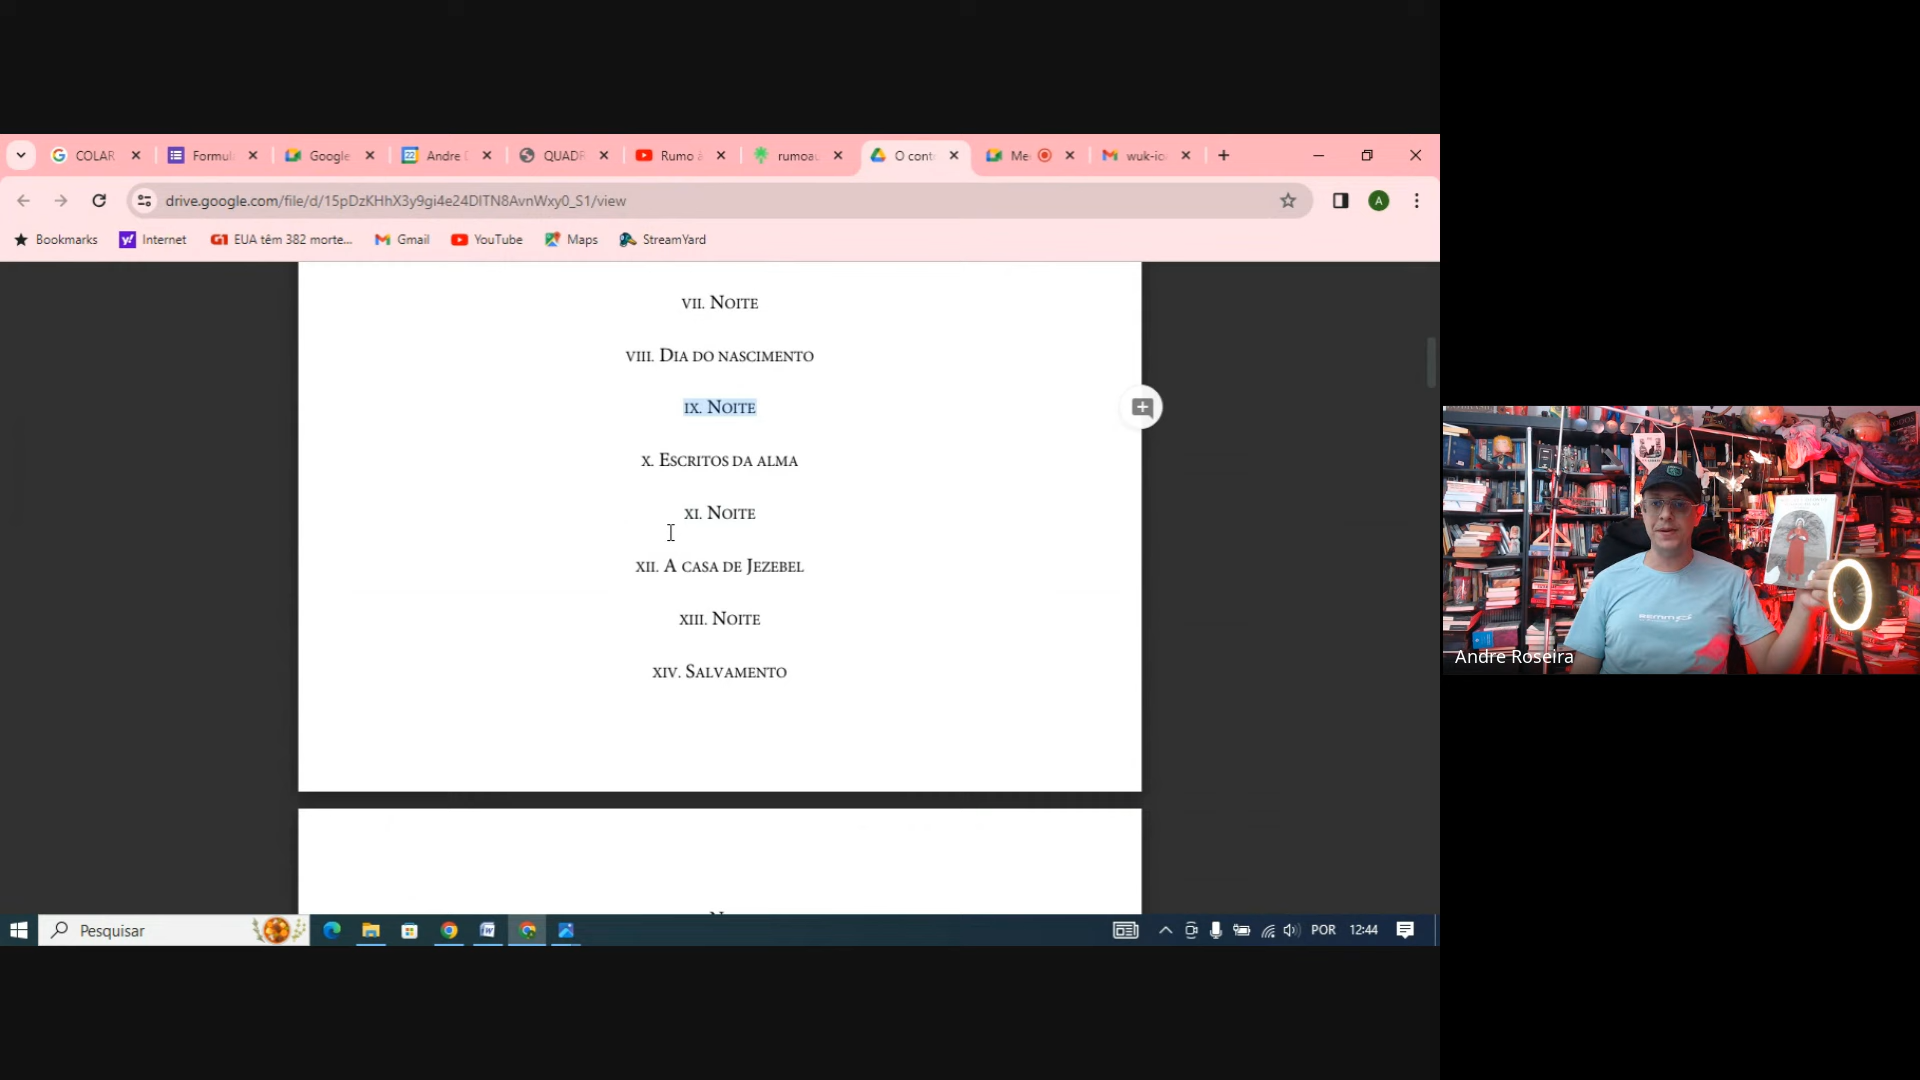 COLAR
Formul
Google
Andre
QUADR
Rumo à
rumoau
O cont
Me
wuk-io
drive.google.com/file/d/15pDzKHhX3y9gi4e24DlTN8AvnWxy0_S1/view
A
Bookmarks
Internet
EUA têm 382 morte...
Gmail
YouTube
Maps
StreamYard
VII. NOITE
VIII. DIA DO NASCIMENTO
IX. NOITE
X. ESCRITOS DA ALMA
XI. NOITE
XII. A CASA DE JEZEBEL
XIII. NOITE
XIV. SALVAMENTO
Andre Roseira
Pesquisar
POR
12:44